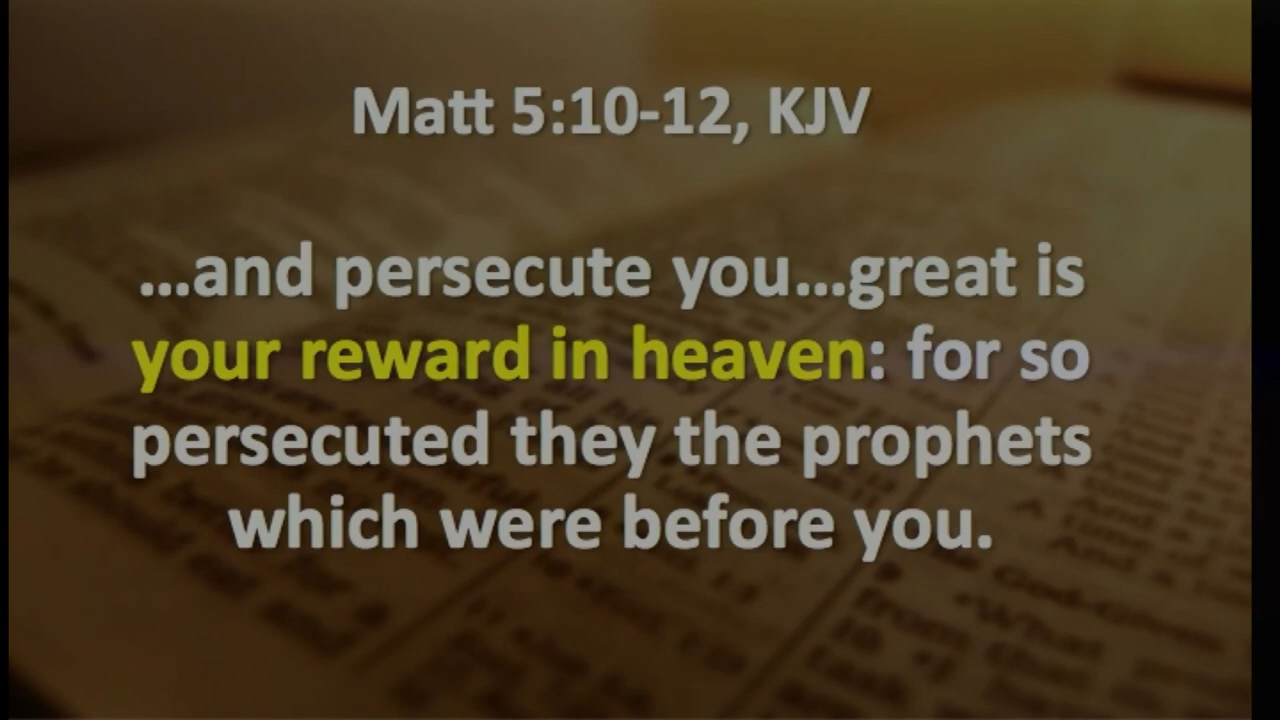 Matt 5:10-12, KJV
...and persecute you...great is
your reward in heaven: for so
persecuted they the prophets
which were before you.